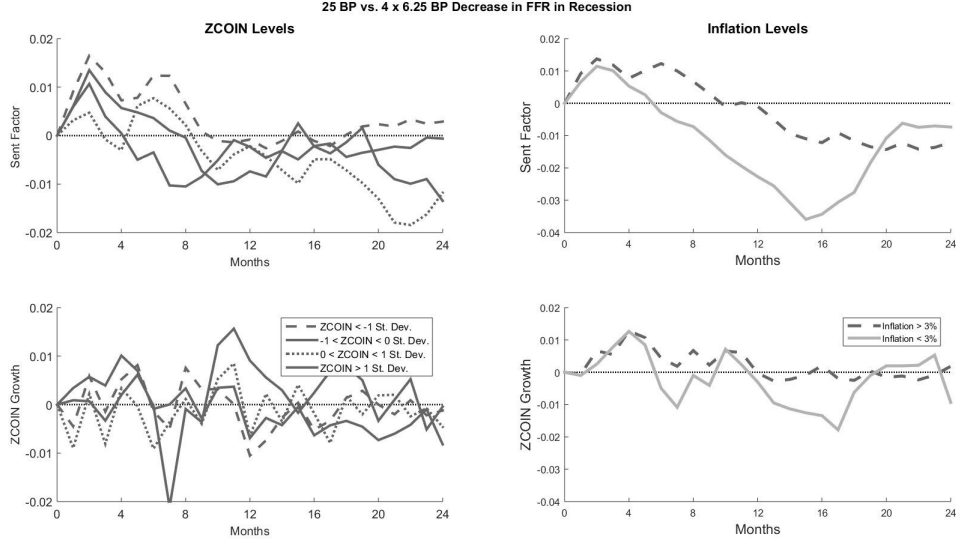 25 BP vs. 4 x 6.25 BP Decrease in FFR in Recession
ZCOIN Levels
0.02
0.01
0
-0.01
-0.02
Sent Factor
0 4 8 12 16 20 24
Months
Inflation Levels
0.02
0.01
0
-0.01
-0.02
-0.03
-0.04
Sent Factor
0 4 8 12 16 20 24
Months
0.02
0.01
0
-0.01
-0.02
ZCOIN Growth
ZCOIN < -1 St. Dev.
-1 < ZCOIN < 0 St. Dev.
0 < ZCOIN < 1 St. Dev.
ZCOIN > 1 St. Dev.
0 4 8 12 16 20 24
Months
0.02
0.01
0
-0.01
-0.02
-0.03
-0.04
ZCOIN Growth
Inflation > 3%
Inflation < 3%
0 4 8 12 16 20 24
Months